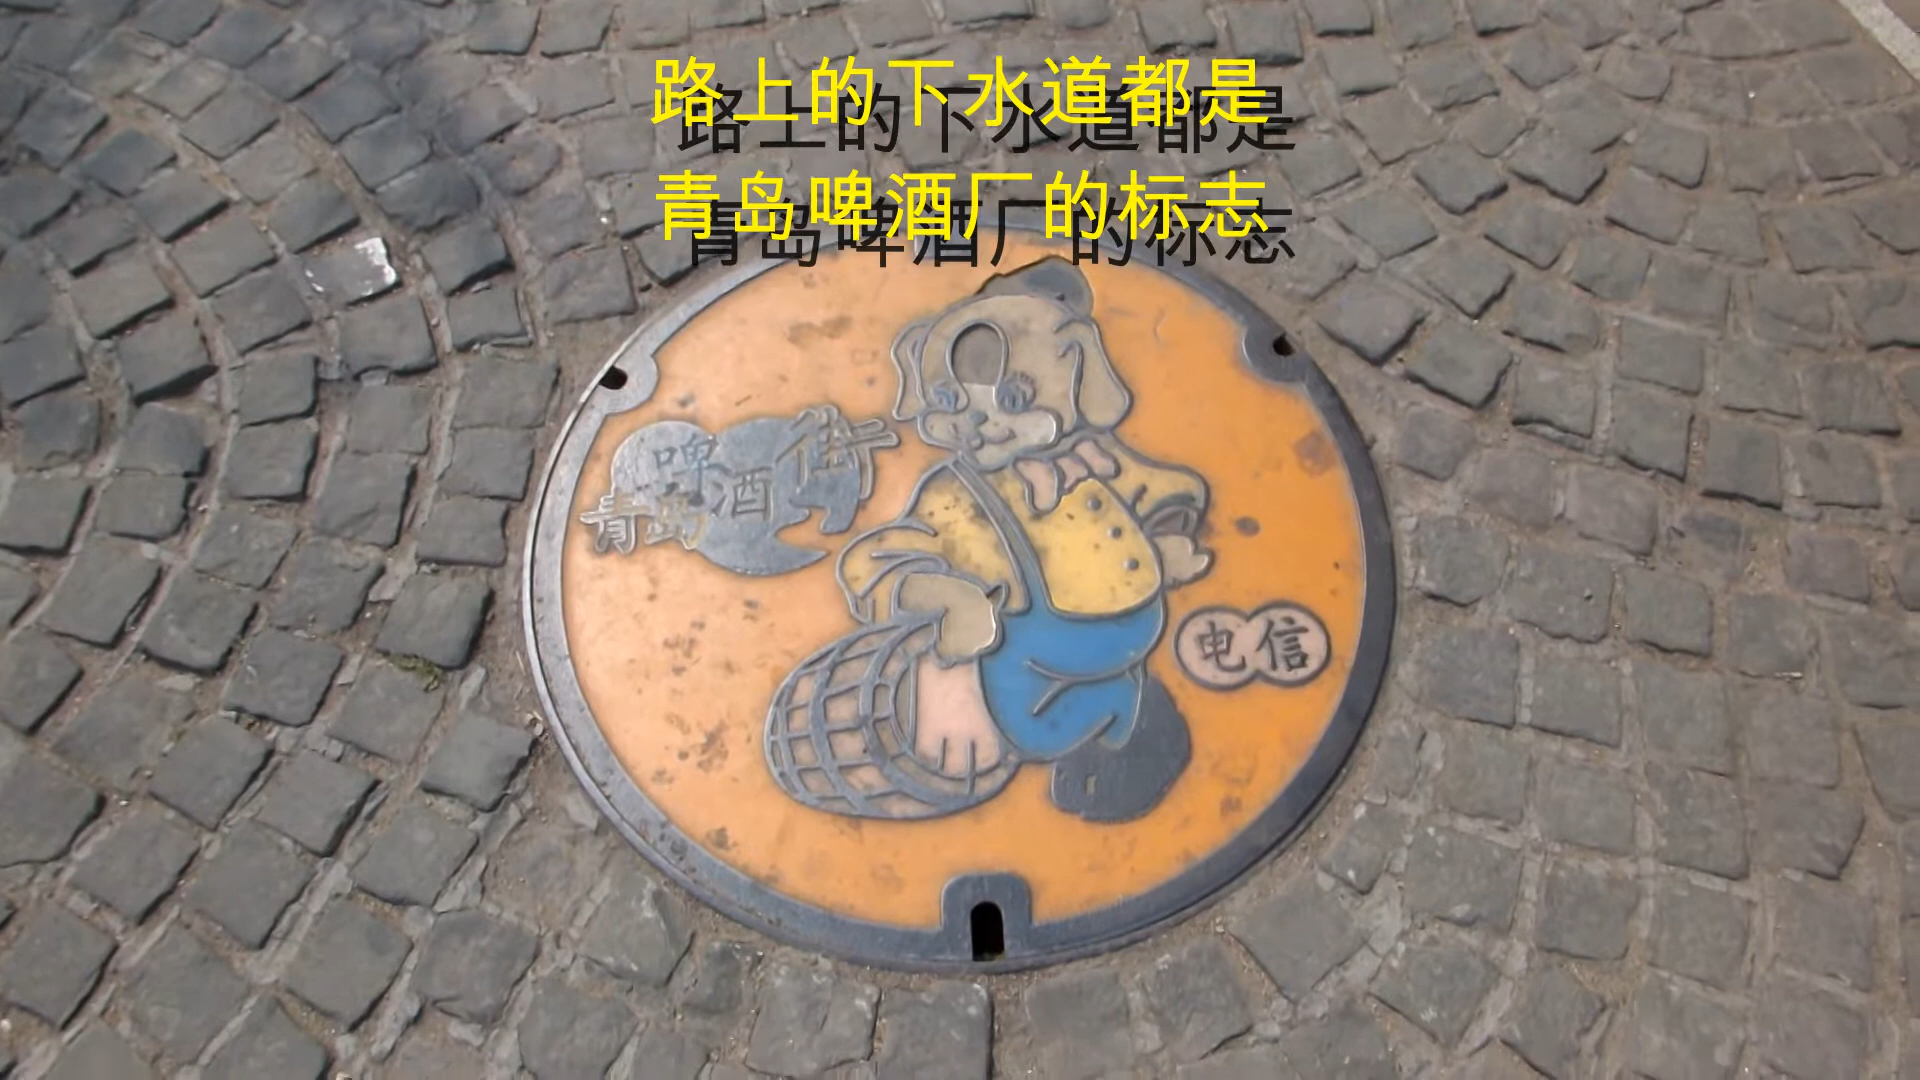 路上的下水道都是
青岛啤酒厂的标志
青岛啤酒街
电信